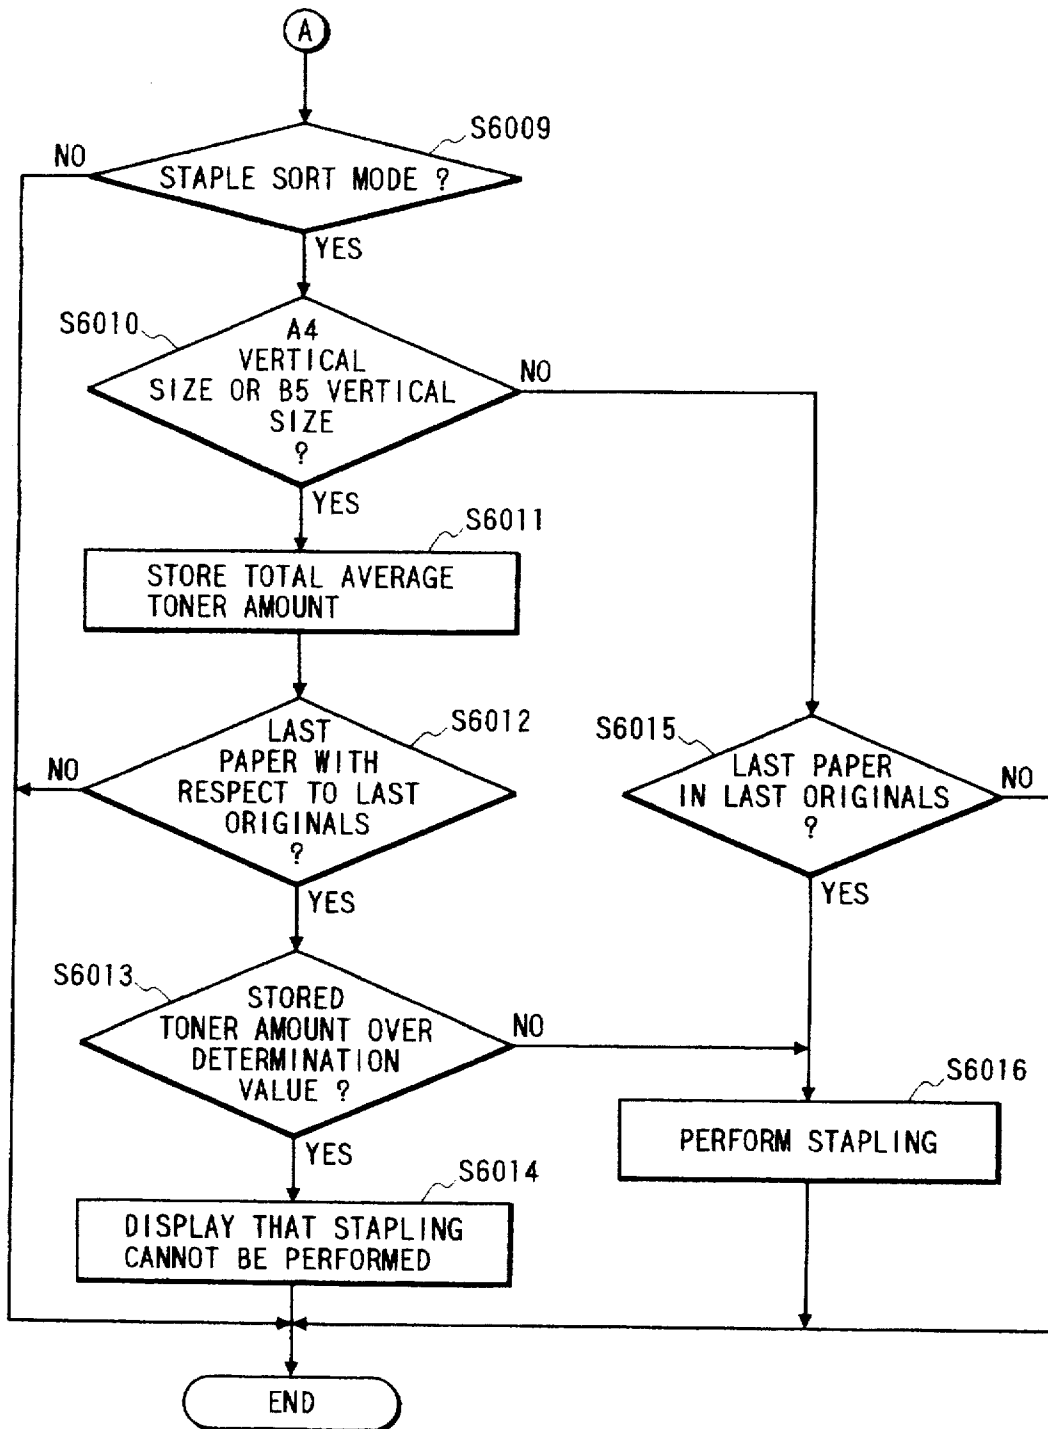 A
S6009
NO
STAPLE SORT MODE ?
YES
S6010
A4
VERTICAL
SIZE OR B5 VERTICAL
SIZE
?
NO
YES
S6011
STORE TOTAL AVERAGE
TONER AMOUNT
S6012
LAST
PAPER WITH
RESPECT TO LAST
ORIGINALS
?
NO
YES
S6015
LAST PAPER
IN LAST ORIGINALS
?
NO
YES
S6013
STORED
TONER AMOUNT OVER
DETERMINATION
VALUE ?
NO
YES
S6016
PERFORM STAPLING
S6014
DISPLAY THAT STAPLING
CANNOT BE PERFORMED
END